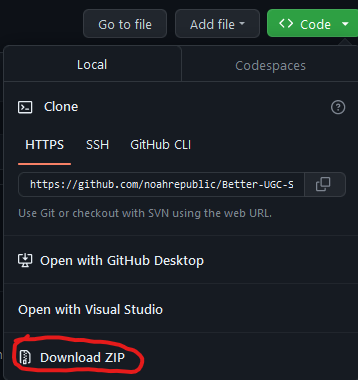 Go to file Add file <> Code
Local Codespaces
Clone
HTTPS SSH GitHub CLI
https://github.com/noahrepublic/Better-UGC-S
Use Git or checkout with SVN using the web URL.
Open with GitHub Desktop
Open with Visual Studio
Download ZIP